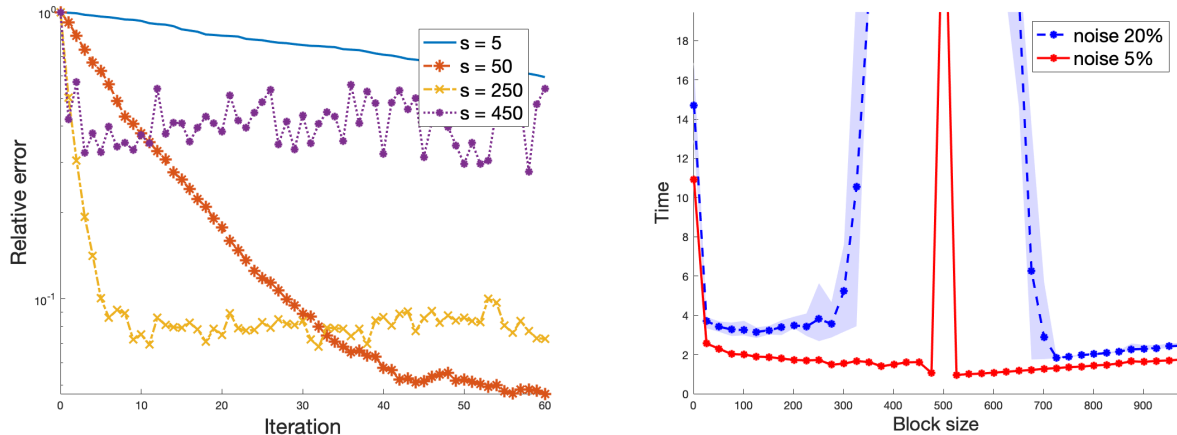 10^0
10^-1
Relative error
0 10 20 30 40 50 60
Iteration
s = 5
s = 50
s = 250
s = 450
18
16
14
12
10
8
6
4
2
0
Time
0 100 200 300 400 500 600 700 800 900
Block size
noise 20%
noise 5%